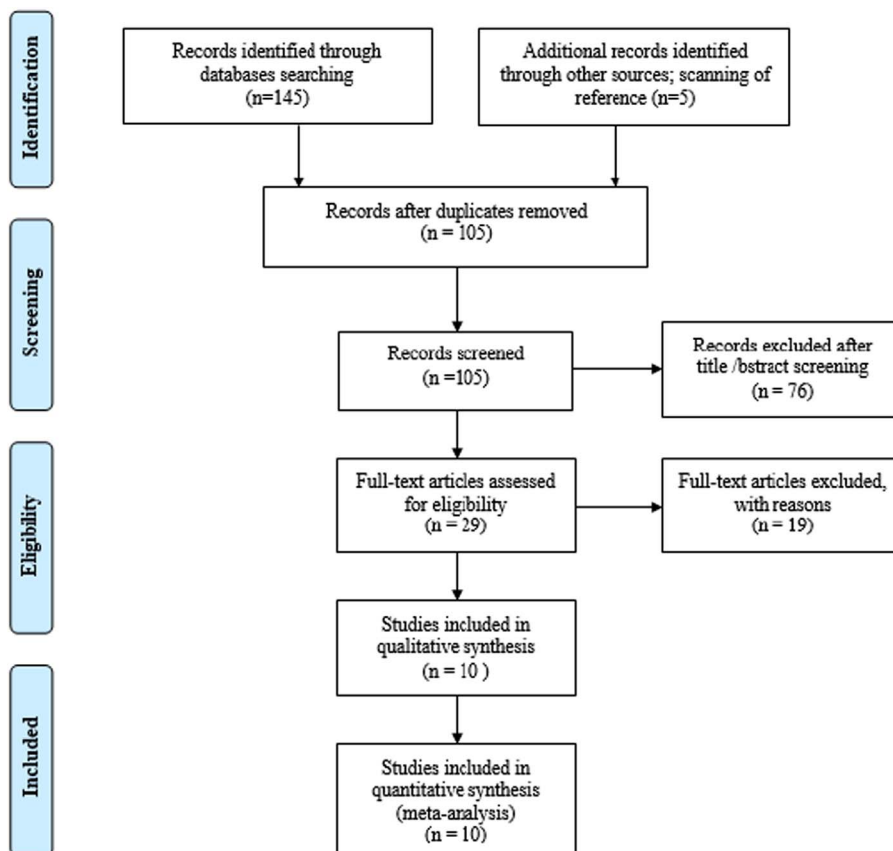 Identification
Records identified through
databases searching
(n=145)
Additional records identified
through other sources; scanning of
reference (n=5)
Records after duplicates removed
(n = 105)
Screening
Records screened
(n =105)
Records excluded after
title /bstract screening
(n = 76)
Eligibility
Full-text articles assessed
for eligibility
(n = 29)
Full-text articles excluded,
with reasons
(n = 19)
Studies included in
qualitative synthesis
(n = 10 )
Included
Studies included in
quantitative synthesis
(meta-analysis)
(n = 10)